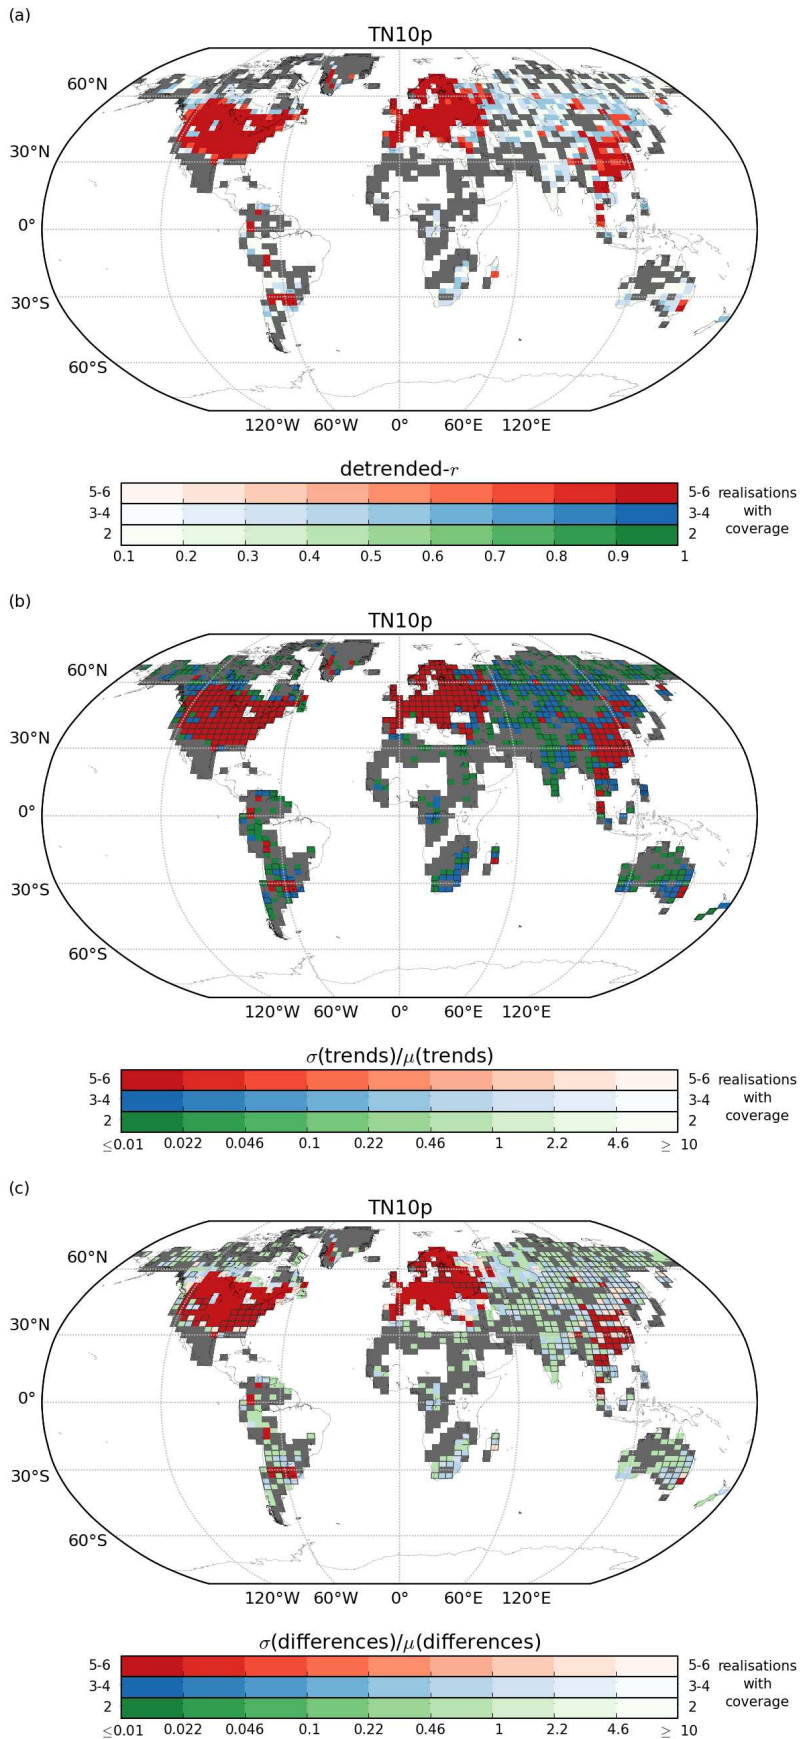 (a)
TN10p
60°N
30°N
0°
30°S
60°S
120°W 60°W 0° 60°E 120°E
detrended-r
5-6 5-6 realisations
3-4 3-4 with
2 2 coverage
0.1 0.2 0.3 0.4 0.5 0.6 0.7 0.8 0.9 1
(b)
TN10p
60°N
30°N
0°
30°S
60°S
120°W 60°W 0° 60°E 120°E
σ(trends)/μ(trends)
5-6 5-6 realisations
3-4 3-4 with
2 2 coverage
≤0.01 0.022 0.046 0.1 0.22 0.46 1 2.2 4.6 ≥ 10
(c)
TN10p
60°N
30°N
0°
30°S
60°S
120°W 60°W 0° 60°E 120°E
σ(differences)/μ(differences)
5-6 5-6 realisations
3-4 3-4 with
2 2 coverage
≤0.01 0.022 0.046 0.1 0.22 0.46 1 2.2 4.6 ≥ 10